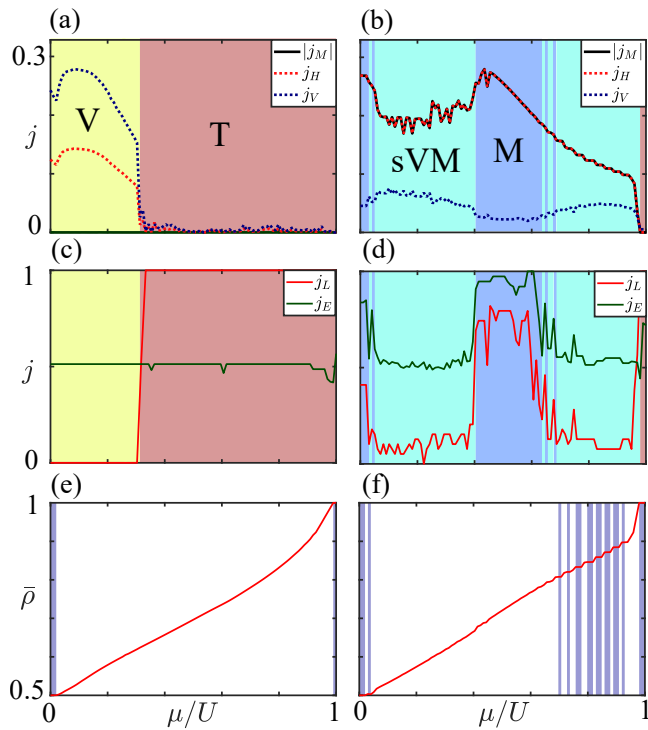 (a) (b)
0.3 |j_M| |j_M|
j_H j_H
j_V j_V
V
T
j sVM M
0
(c) (d)
1 j_L j_L
j_E j_E
j
0
(e) (f)
1
ρ̄
0.5
0 μ/U 1 0 μ/U 1